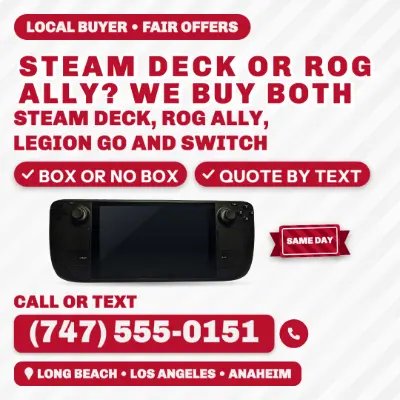 LOCAL BUYER • FAIR OFFERS
STEAM DECK OR ROG
ALLY? WE BUY BOTH
STEAM DECK, ROG ALLY,
LEGION GO AND SWITCH
BOX OR NO BOX
QUOTE BY TEXT
SAME DAY
CALL OR TEXT
(747) 555-0151
LONG BEACH • LOS ANGELES • ANAHEIM